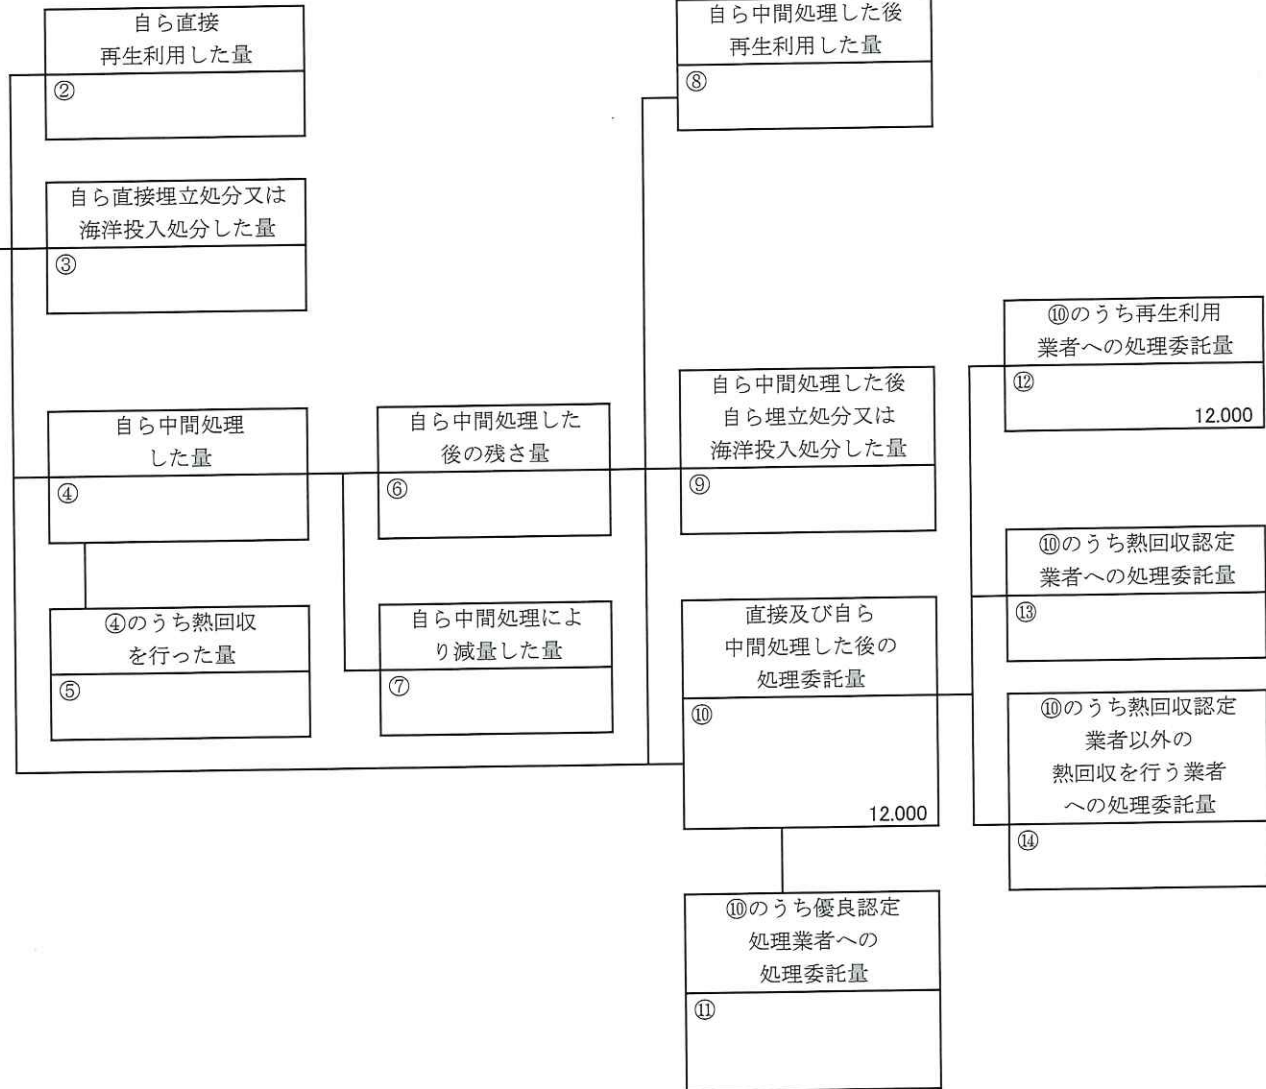 自ら直接
再生利用した量
②
自ら中間処理した後
再生利用した量
⑧
自ら直接埋立処分又は
海洋投入処分した量
③
⑩のうち再生利用
業者への処理委託量
⑫
12.000
自ら中間処理
した量
④
自ら中間処理した
後の残さ量
⑥
自ら中間処理した後
自ら埋立処分又は
海洋投入処分した量
⑨
⑩のうち熱回収認定
業者への処理委託量
⑬
④のうち熱回収
を行った量
⑤
自ら中間処理によ
り減量した量
⑦
直接及び自ら
中間処理した後の
処理委託量
⑩
12.000
⑩のうち熱回収認定
業者以外の
熱回収を行う業者
への処理委託量
⑭
⑩のうち優良認定
処理業者への
処理委託量
⑪